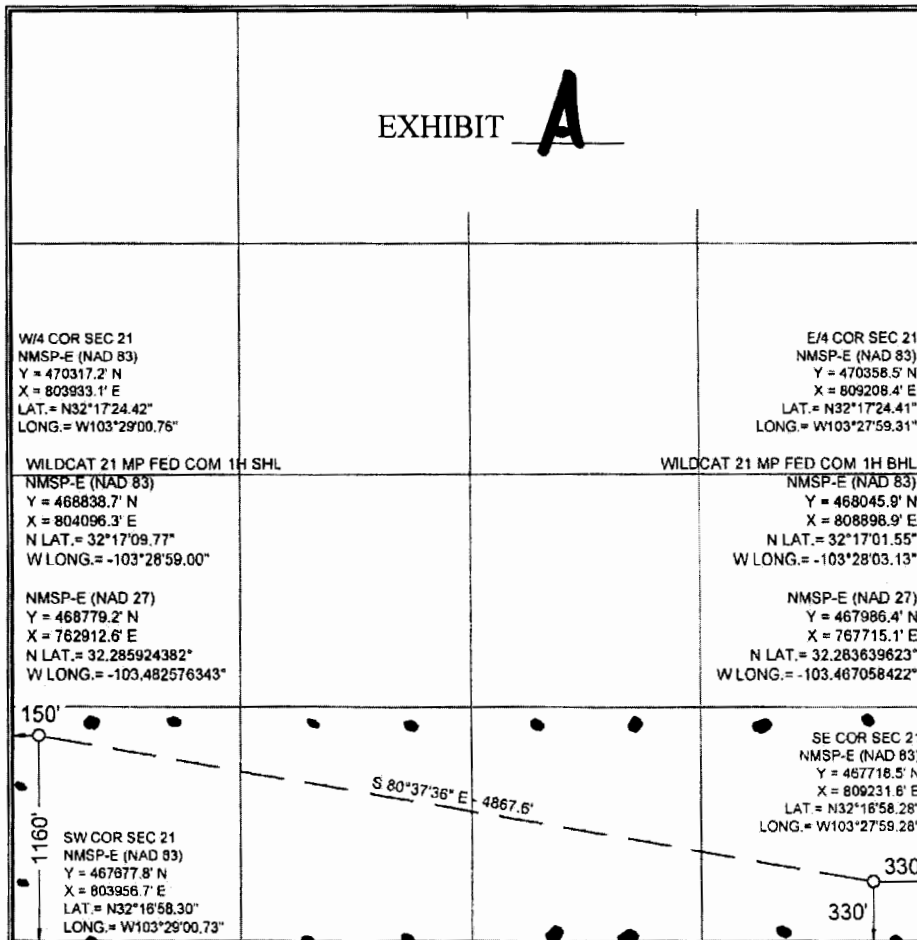 EXHIBIT A
W/4 COR SEC 21
NMSP-E (NAD 83)
Y = 470317.2' N
X = 803933.1' E
LAT.= N32°17'24.42"
LONG.= W103°29'00.76"
E/4 COR SEC 21
NMSP-E (NAD 83)
Y = 470358.5' N
X = 809208.4' E
LAT.= N32°17'24.41"
LONG.= W103°27'59.31"
WILDCAT 21 MP FED COM 1H SHL
NMSP-E (NAD 83)
Y = 468838.7' N
X = 804096.3' E
N LAT.= 32°17'09.77"
W LONG.= -103°28'59.00"
NMSP-E (NAD 27)
Y = 468779.2' N
X = 762912.6' E
N LAT.= 32.285924382°
W LONG.= -103.482576343°
WILDCAT 21 MP FED COM 1H BHL
NMSP-E (NAD 83)
Y = 468045.9' N
X = 808898.9' E
N LAT.= 32°17'01.55"
W LONG.= -103°28'03.13"
NMSP-E (NAD 27)
Y = 467986.4' N
X = 767715.1' E
N LAT.= 32.283639623°
W LONG.= -103.467058422°
150'
S 80°37'36" E - 4867.6'
1160'
SW COR SEC 21
NMSP-E (NAD 83)
Y = 467677.8' N
X = 803956.7' E
LAT.= N32°16'58.30"
LONG.= W103°29'00.73"
SE COR SEC 21
NMSP-E (NAD 83)
Y = 467718.5' N
X = 809231.6' E
LAT.= N32°16'58.28"
LONG.= W103°27'59.28"
330'
330'